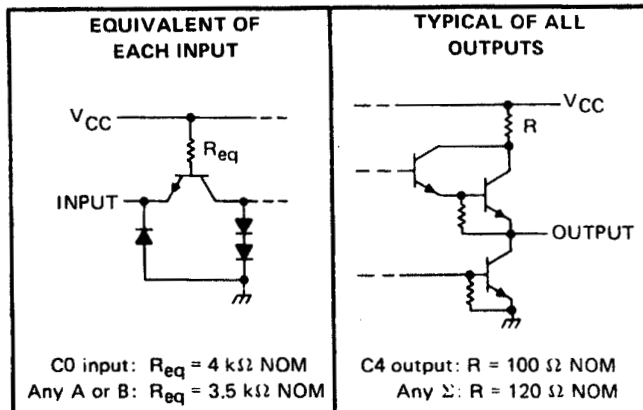 EQUIVALENT OF
EACH INPUT
VCC
Req
INPUT
C0 input: Req = 4 kΩ NOM
Any A or B: Req = 3.5 kΩ NOM
TYPICAL OF ALL
OUTPUTS
VCC
R
OUTPUT
C4 output: R = 100 Ω NOM
Any Σ: R = 120 Ω NOM